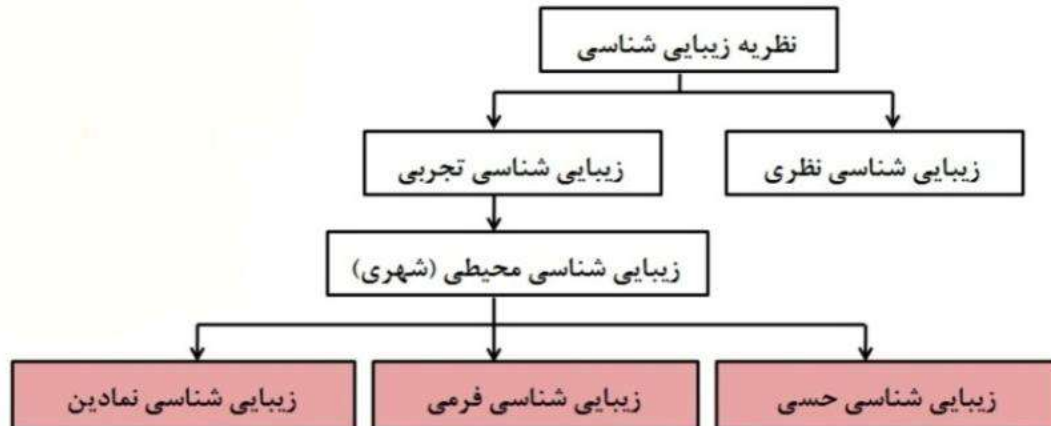 نظریه زیبایی شناسی
زیبایی شناسی نظری
زیبایی شناسی تجربی
زیبایی شناسی محیطی (شهری)
زیبایی شناسی حسی
زیبایی شناسی فرمی
زیبایی شناسی نمادین